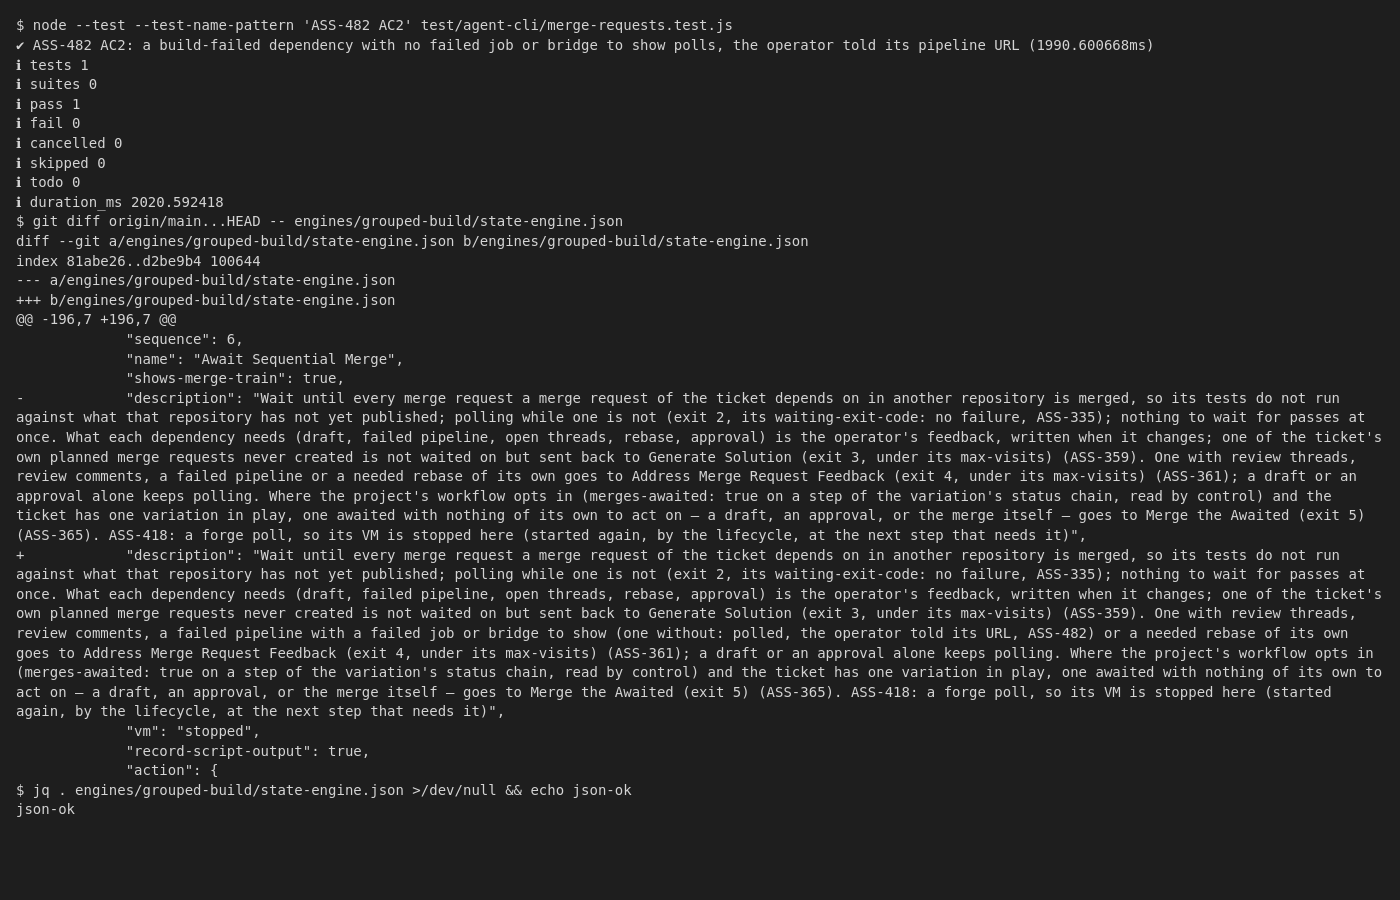 $ node --test --test-name-pattern 'ASS-482 AC2' test/agent-cli/merge-requests.test.js
✔ ASS-482 AC2: a build-failed dependency with no failed job or bridge to show polls, the operator told its pipeline URL (1990.600668ms)
ℹ tests 1
ℹ suites 0
ℹ pass 1
ℹ fail 0
ℹ cancelled 0
ℹ skipped 0
ℹ todo 0
ℹ duration_ms 2020.592418
$ git diff origin/main...HEAD -- engines/grouped-build/state-engine.json
diff --git a/engines/grouped-build/state-engine.json b/engines/grouped-build/state-engine.json
index 81abe26..d2be9b4 100644
--- a/engines/grouped-build/state-engine.json
+++ b/engines/grouped-build/state-engine.json
@@ -196,7 +196,7 @@
             "sequence": 6,
             "name": "Await Sequential Merge",
             "shows-merge-train": true,
-            "description": "Wait until every merge request a merge request of the ticket depends on in another repository is merged, so its tests do not run
against what that repository has not yet published; polling while one is not (exit 2, its waiting-exit-code: no failure, ASS-335); nothing to wait for passes at
once. What each dependency needs (draft, failed pipeline, open threads, rebase, approval) is the operator's feedback, written when it changes; one of the ticket's
own planned merge requests never created is not waited on but sent back to Generate Solution (exit 3, under its max-visits) (ASS-359). One with review threads,
review comments, a failed pipeline or a needed rebase of its own goes to Address Merge Request Feedback (exit 4, under its max-visits) (ASS-361); a draft or an
approval alone keeps polling. Where the project's workflow opts in (merges-awaited: true on a step of the variation's status chain, read by control) and the
ticket has one variation in play, one awaited with nothing of its own to act on — a draft, an approval, or the merge itself — goes to Merge the Awaited (exit 5)
(ASS-365). ASS-418: a forge poll, so its VM is stopped here (started again, by the lifecycle, at the next step that needs it)",
+            "description": "Wait until every merge request a merge request of the ticket depends on in another repository is merged, so its tests do not run
against what that repository has not yet published; polling while one is not (exit 2, its waiting-exit-code: no failure, ASS-335); nothing to wait for passes at
once. What each dependency needs (draft, failed pipeline, open threads, rebase, approval) is the operator's feedback, written when it changes; one of the ticket's
own planned merge requests never created is not waited on but sent back to Generate Solution (exit 3, under its max-visits) (ASS-359). One with review threads,
review comments, a failed pipeline with a failed job or bridge to show (one without: polled, the operator told its URL, ASS-482) or a needed rebase of its own
goes to Address Merge Request Feedback (exit 4, under its max-visits) (ASS-361); a draft or an approval alone keeps polling. Where the project's workflow opts in
(merges-awaited: true on a step of the variation's status chain, read by control) and the ticket has one variation in play, one awaited with nothing of its own to
act on — a draft, an approval, or the merge itself — goes to Merge the Awaited (exit 5) (ASS-365). ASS-418: a forge poll, so its VM is stopped here (started
again, by the lifecycle, at the next step that needs it)",
             "vm": "stopped",
             "record-script-output": true,
             "action": {
$ jq . engines/grouped-build/state-engine.json >/dev/null && echo json-ok
json-ok